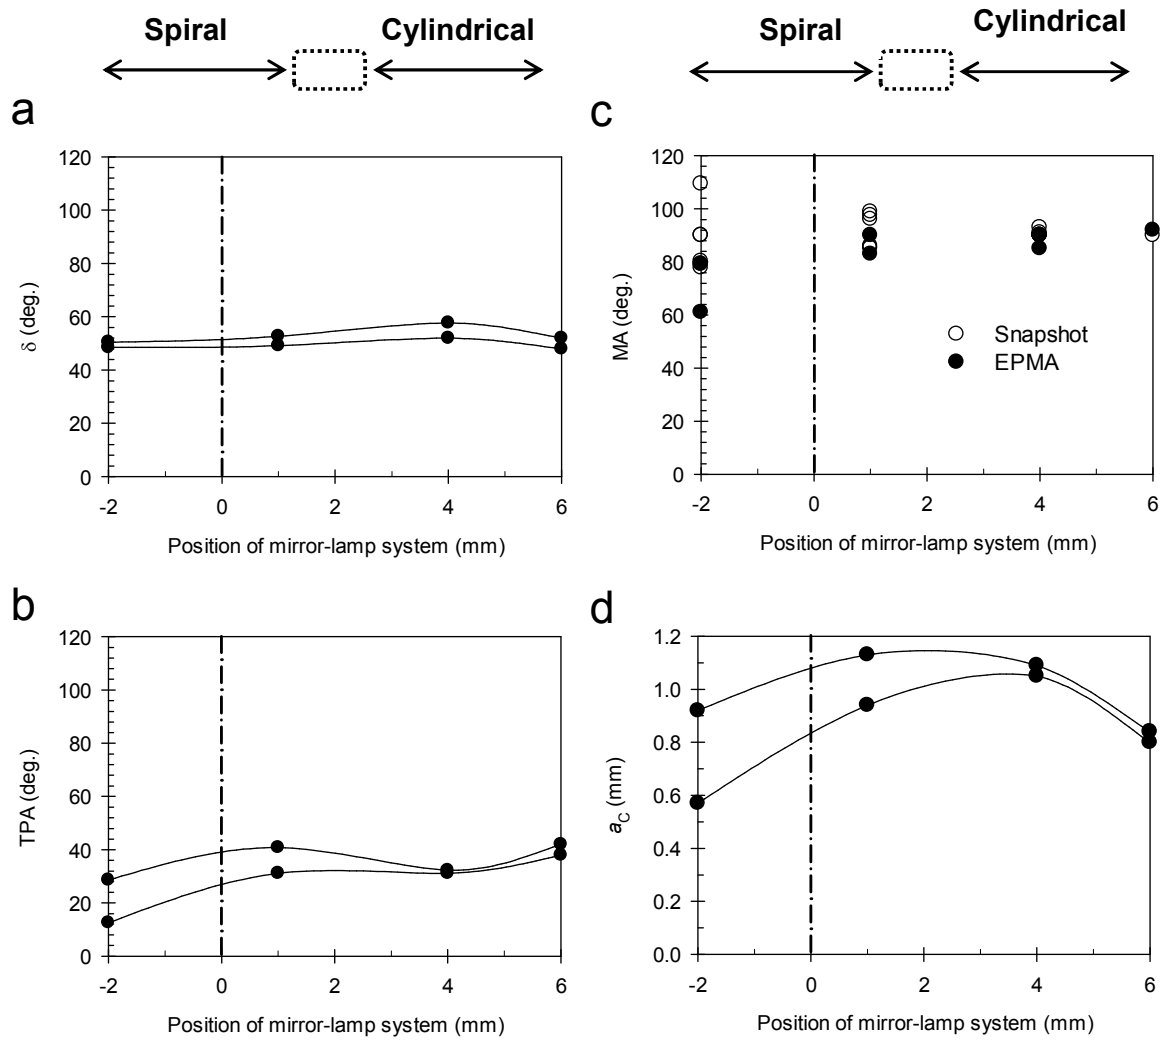 Spiral Cylindrical
Spiral Cylindrical
a
120
100
80
60
40
20
0
δ (deg.)
-2 0 2 4 6
Position of mirror-lamp system (mm)
c
120
100
80
60
40
20
0
MA (deg.)
Snapshot
EPMA
-2 0 2 4 6
Position of mirror-lamp system (mm)
b
120
100
80
60
40
20
0
TPA (deg.)
-2 0 2 4 6
Position of mirror-lamp system (mm)
d
1.2
1.0
0.8
0.6
0.4
0.2
0.0
aC (mm)
-2 0 2 4 6
Position of mirror-lamp system (mm)